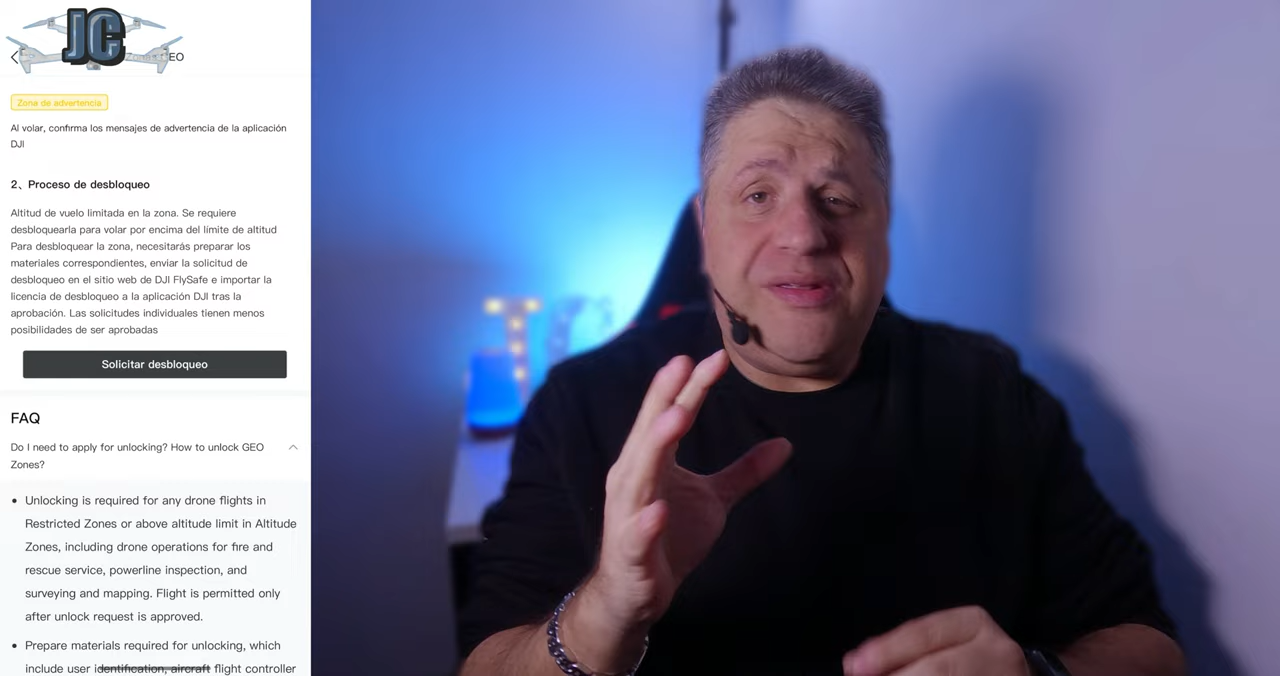 JC
EO
Zona de advertencia
Al volar, confirma los mensajes de advertencia de la aplicación
DJI
2、Proceso de desbloqueo
Altitud de vuelo limitada en la zona. Se requiere
desbloquearla para volar por encima del límite de altitud
Para desbloquear la zona, necesitarás preparar los
materiales correspondientes, enviar la solicitud de
desbloqueo en el sitio web de DJI FlySafe e importar la
licencia de desbloqueo a la aplicación DJI tras la
aprobación. Las solicitudes individuales tienen menos
posibilidades de ser aprobadas
Solicitar desbloqueo
FAQ
Do I need to apply for unlocking? How to unlock GEO
Zones?
• Unlocking is required for any drone flights in
Restricted Zones or above altitude limit in Altitude
Zones, including drone operations for fire and
rescue service, powerline inspection, and
surveying and mapping. Flight is permitted only
after unlock request is approved.
• Prepare materials required for unlocking, which
include user identification, aircraft flight controller